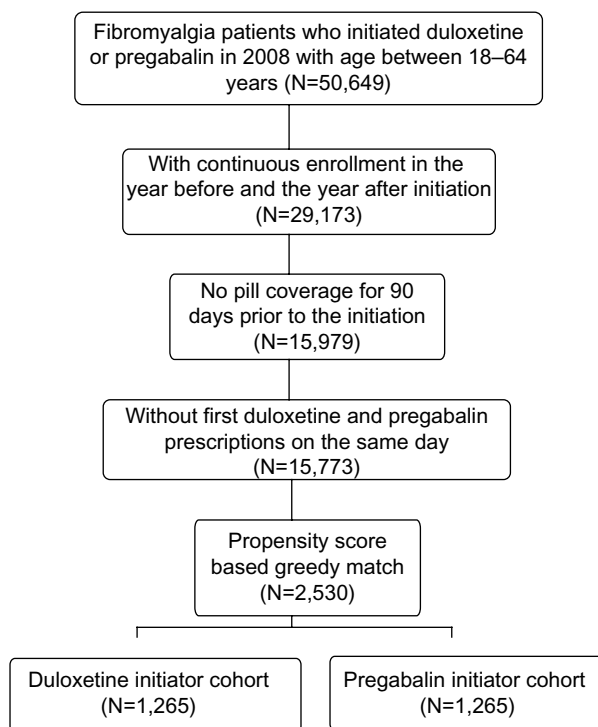 Fibromyalgia patients who initiated duloxetine
or pregabalin in 2008 with age between 18–64
years (N=50,649)
With continuous enrollment in the
year before and the year after initiation
(N=29,173)
No pill coverage for 90
days prior to the initiation
(N=15,979)
Without first duloxetine and pregabalin
prescriptions on the same day
(N=15,773)
Propensity score
based greedy match
(N=2,530)
Duloxetine initiator cohort
(N=1,265)
Pregabalin initiator cohort
(N=1,265)